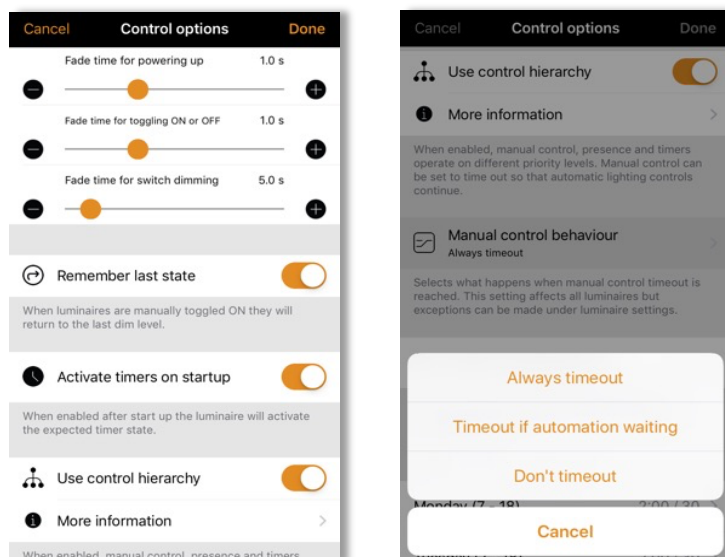 Cancel Control options Done
Fade time for powering up 1.0 s
Fade time for toggling ON or OFF 1.0 s
Fade time for switch dimming 5.0 s
Remember last state
When luminaires are manually toggled ON they will
return to the last dim level.
Activate timers on startup
When enabled after start up the luminaire will activate
the expected timer state.
Use control hierarchy
More information
When enabled, manual control, presence and timers
Cancel Control options Done
Use control hierarchy
More information
When enabled, manual control, presence and timers
operate on different priority levels. Manual control can
be set to time out so that automatic lighting controls
continue.
Manual control behaviour
Always timeout
Selects what happens when manual control timeout is
reached. This setting affects all luminaires but
exceptions can be made under luminaire settings.
Always timeout
Timeout if automation waiting
Don't timeout
Monday (7 - 18) 2:00 / 30
Cancel